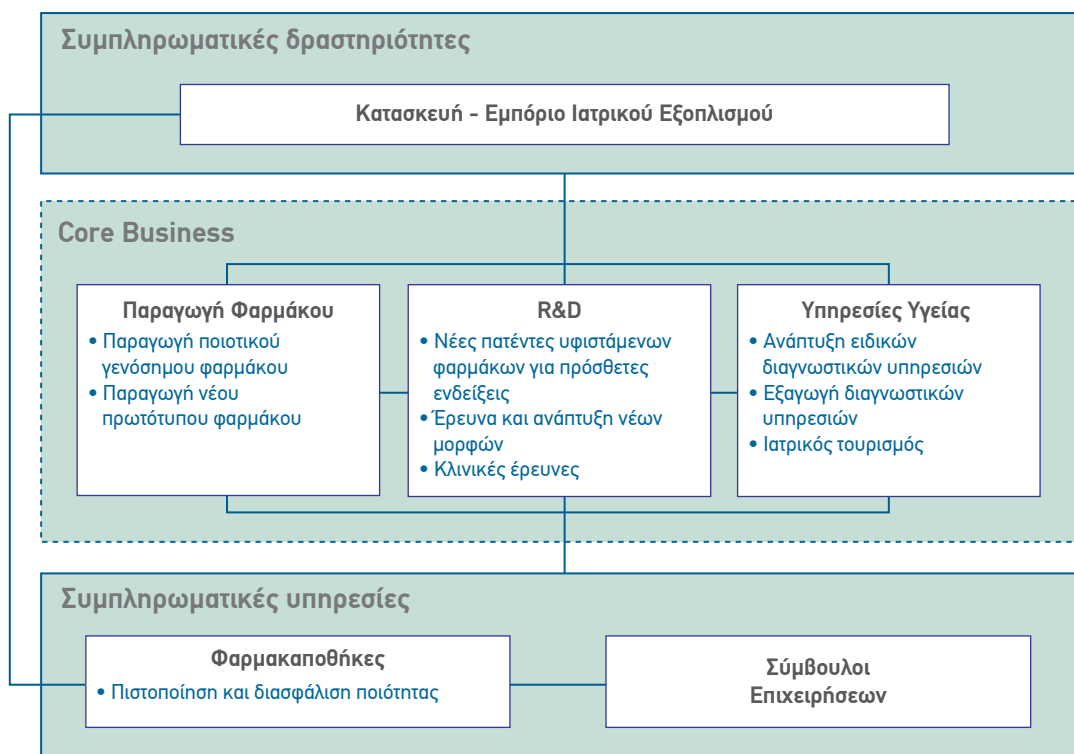 Συμπληρωματικές δραστηριότητες
Κατασκευή - Εμπόριο Ιατρικού Εξοπλισμού
Core Business
Παραγωγή Φαρμάκου
• Παραγωγή ποιοτικού
γενόσημου φαρμάκου
• Παραγωγή νέου
πρωτότυπου φαρμάκου
R&D
• Νέες πατέντες υφιστάμενων
φαρμάκων για πρόσθετες
ενδείξεις
• Έρευνα και ανάπτυξη νέων
μορφών
• Κλινικές έρευνες
Υπηρεσίες Υγείας
• Ανάπτυξη ειδικών
διαγνωστικών υπηρεσιών
• Εξαγωγή διαγνωστικών
υπηρεσιών
• Ιατρικός τουρισμός
Συμπληρωματικές υπηρεσίες
Φαρμακαποθήκες
• Πιστοποίηση και διασφάλιση ποιότητας
Σύμβουλοι
Επιχειρήσεων